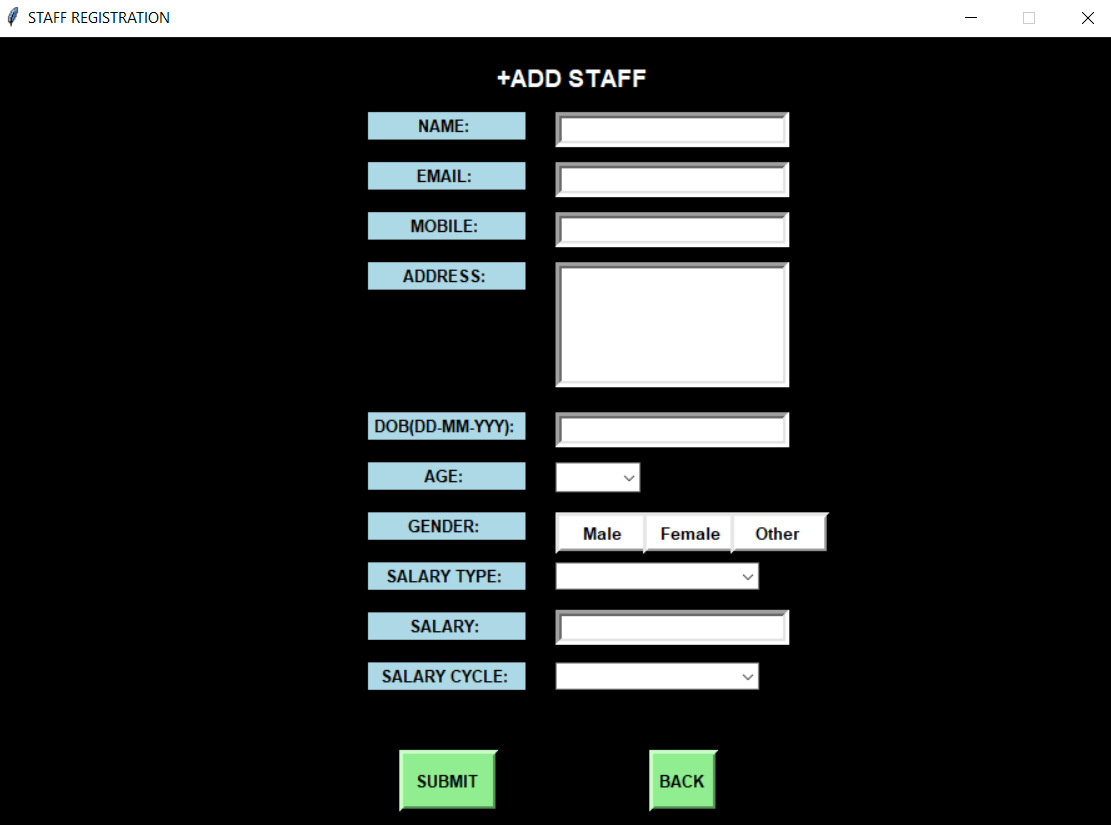 STAFF REGISTRATION
+ADD STAFF
NAME:
EMAIL:
MOBILE:
ADDRESS:
DOB(DD-MM-YYY):
AGE:
GENDER: Male Female Other
SALARY TYPE:
SALARY:
SALARY CYCLE:
SUBMIT BACK